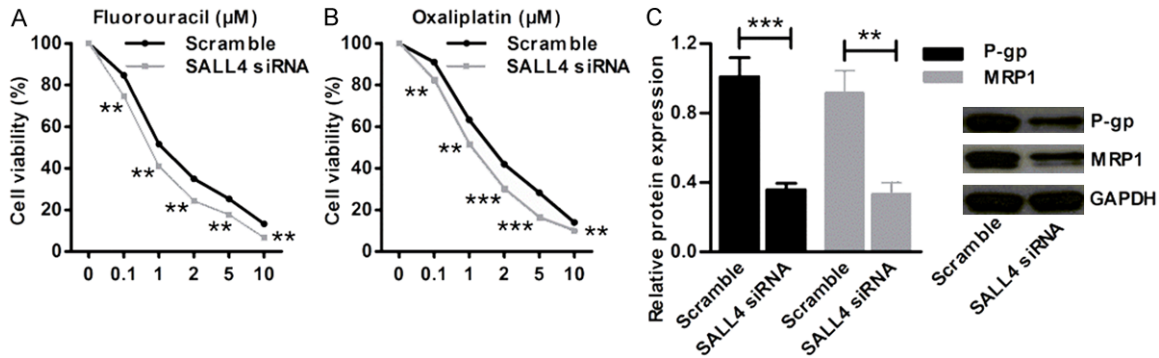 A
Fluorouracil (μM)
Scramble
SALL4 siRNA
Cell viability (%)
100
80
60
40
20
0
**
**
**
**
**
0 0.1 1 2 5 10
B
Oxaliplatin (μM)
Scramble
SALL4 siRNA
Cell viability (%)
100
80
60
40
20
0
**
**
***
***
**
0 0.1 1 2 5 10
C
Relative protein expression
1.2
0.8
0.4
0.0
***
**
P-gp
MRP1
Scramble
SALL4 siRNA
Scramble
SALL4 siRNA
P-gp
MRP1
GAPDH
Scramble
SALL4 siRNA